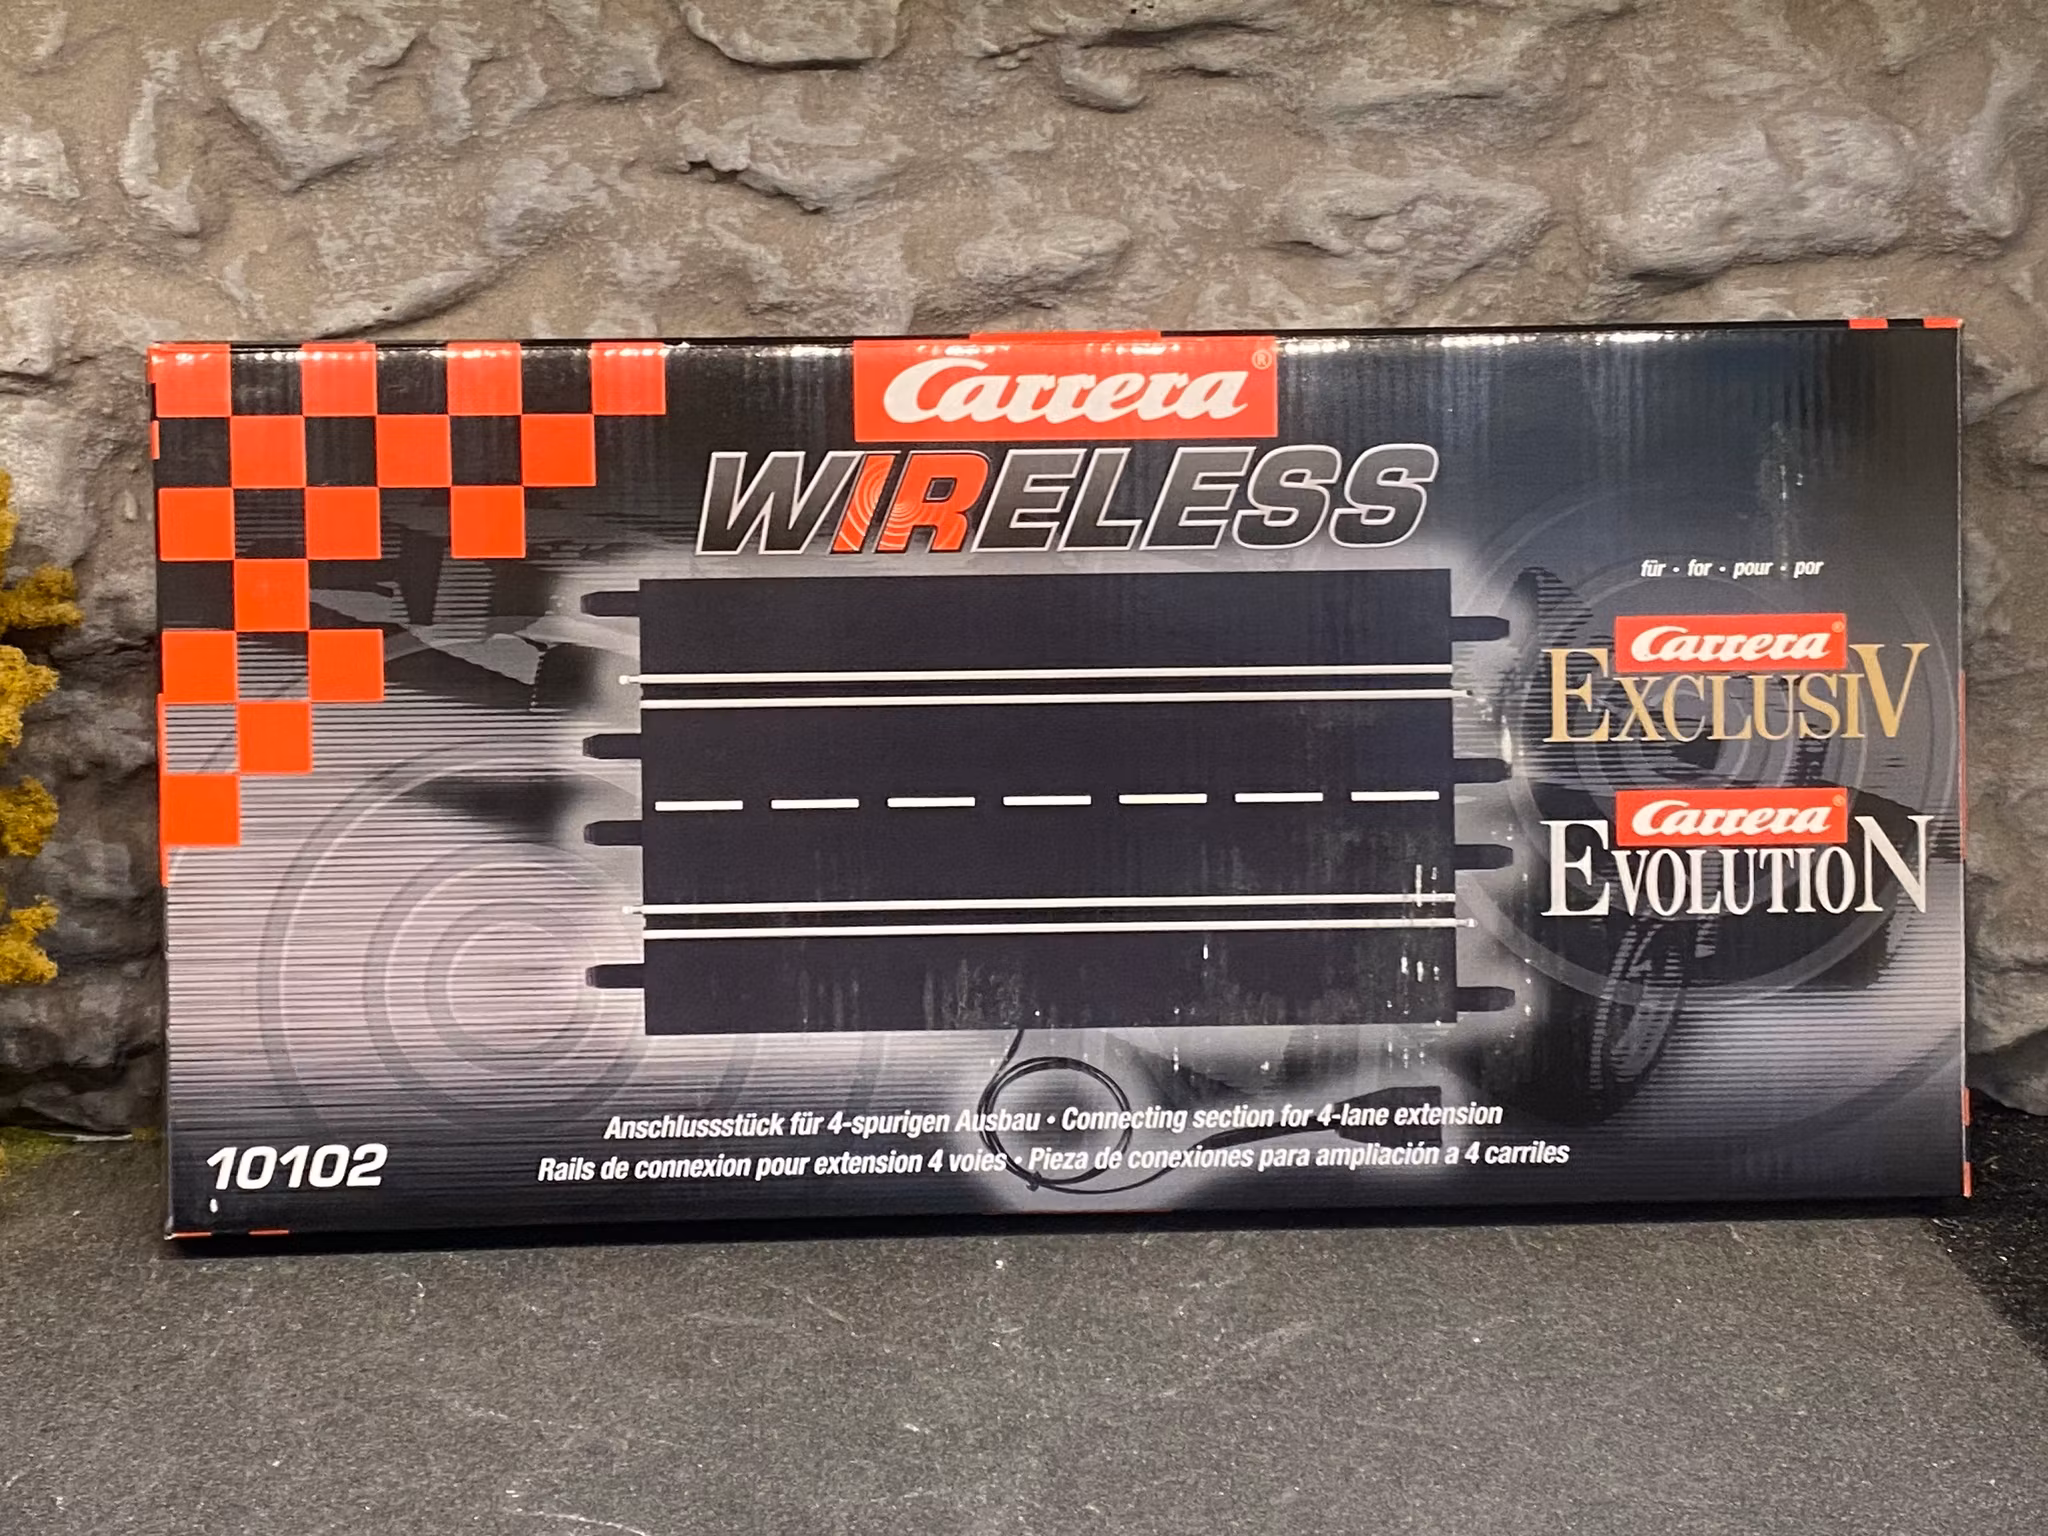 Carrera®
WIRELESS
für • for • pour • por
Carrera®
EXCLUSIV
Carrera®
EVOLUTION
Anschlussstück für 4-spurigen Ausbau • Connecting section for 4-lane extension
Rails de connexion pour extension 4 voies • Pieza de conexiones para ampliación a 4 carriles
10102